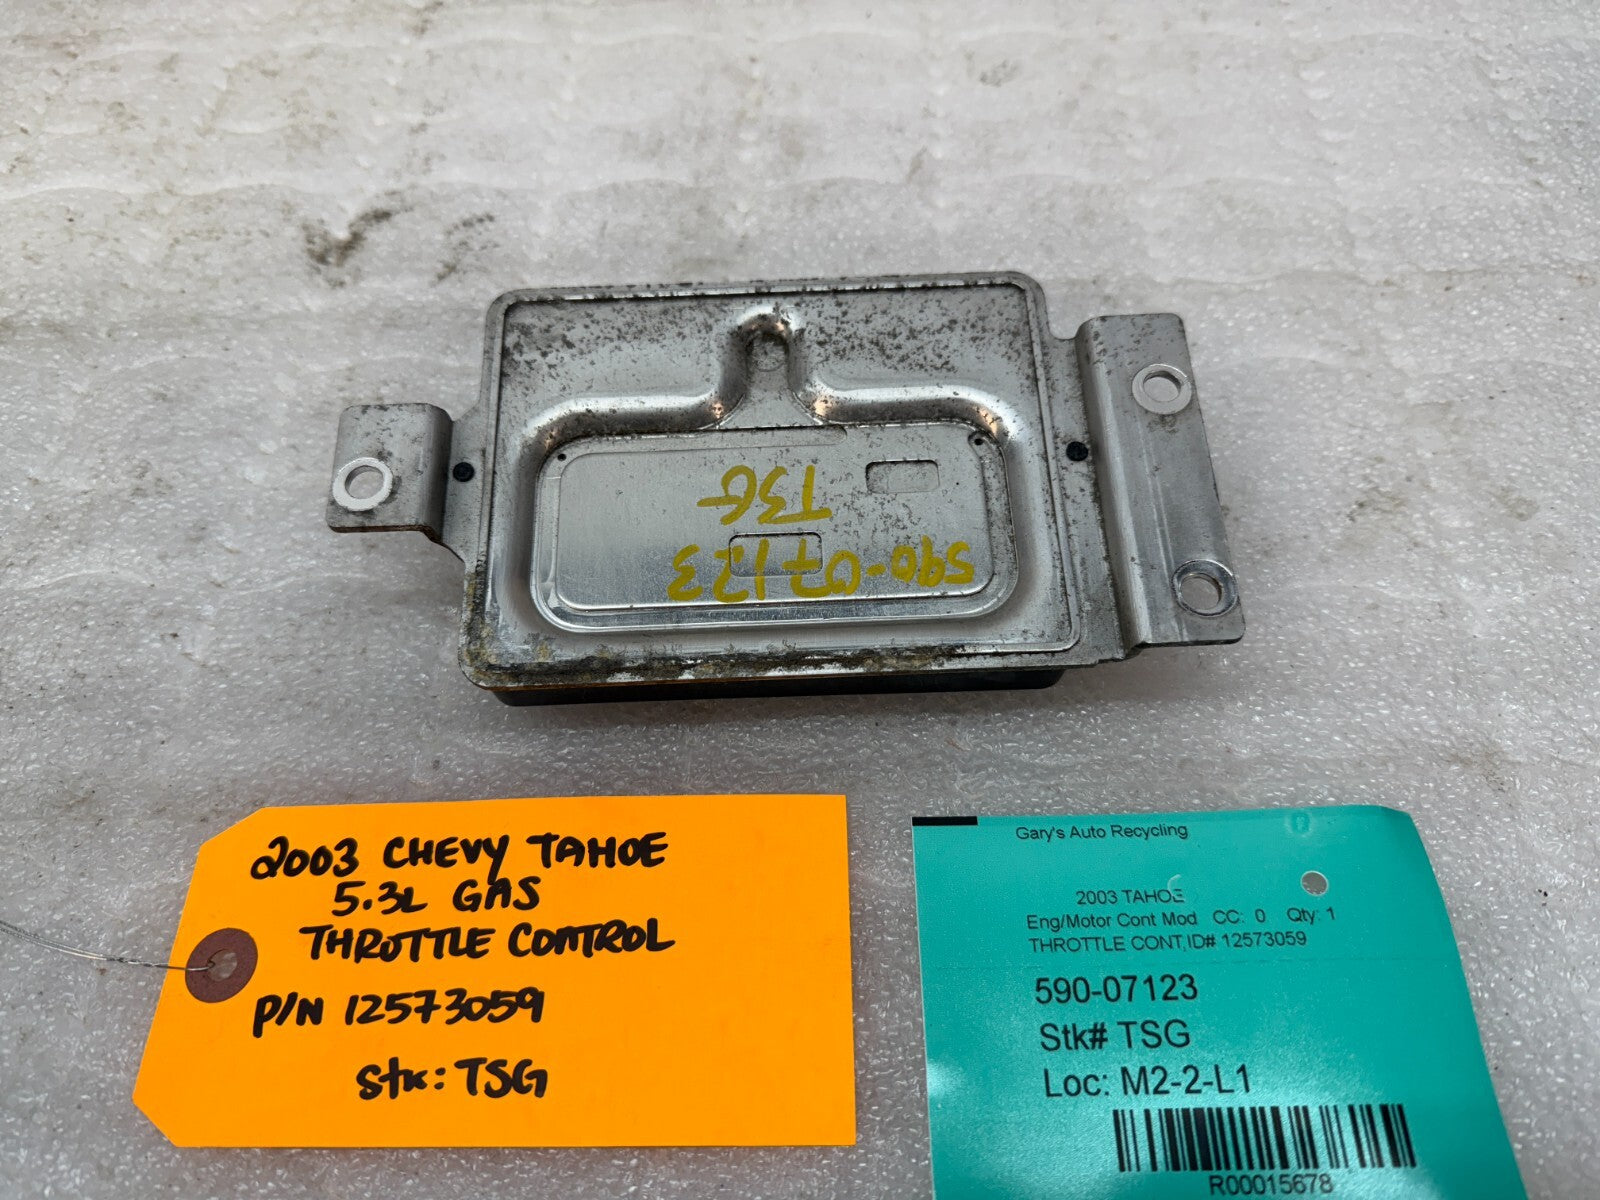 590-07123
TSG
2003 CHEVY TAHOE
5.3L GAS
THROTTLE CONTROL
P/N 12573059
Stk: TSG
Gary's Auto Recycling
2003 TAHOE
Eng/Motor Cont Mod CC: 0 Qty: 1
THROTTLE CONT,ID# 12573059
590-07123
Stk# TSG
Loc: M2-2-L1
R00015678